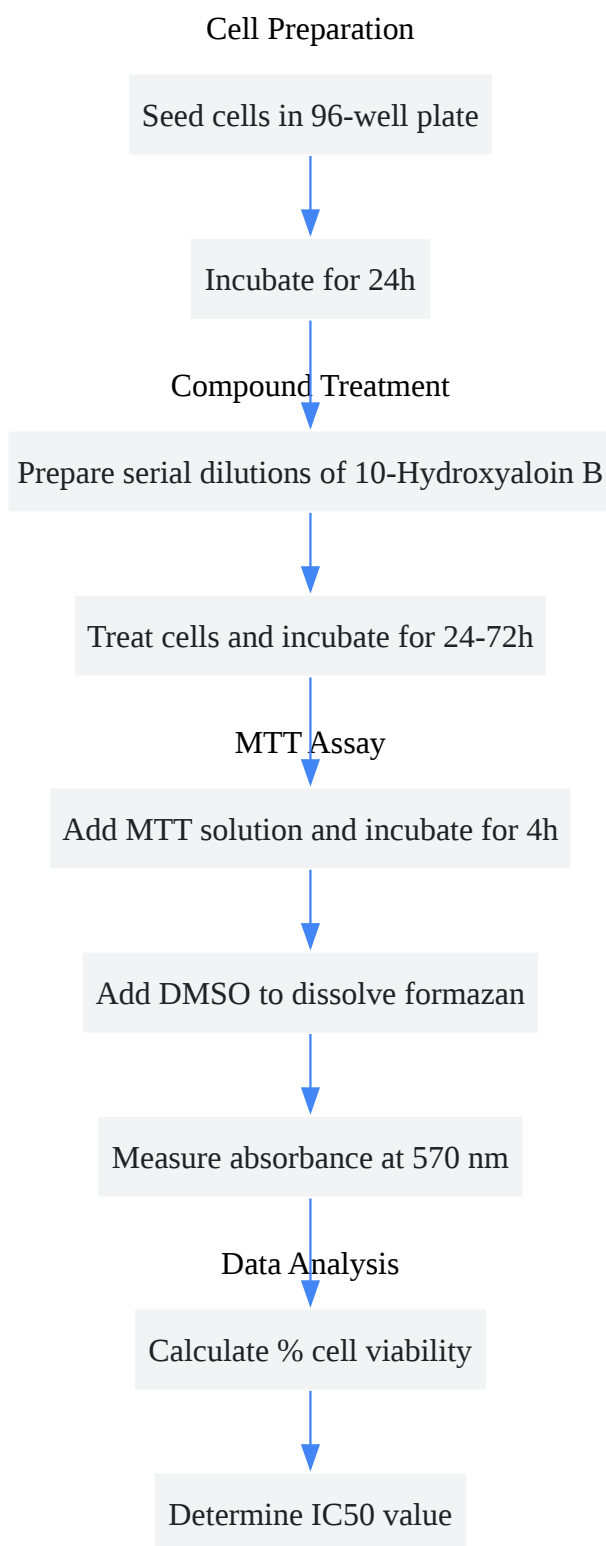 Cell Preparation
Seed cells in 96-well plate
Incubate for 24h
Compound Treatment
Prepare serial dilutions of 10-Hydroxyaloin B
Treat cells and incubate for 24-72h
MTT Assay
Add MTT solution and incubate for 4h
Add DMSO to dissolve formazan
Measure absorbance at 570 nm
Data Analysis
Calculate % cell viability
Determine IC50 value